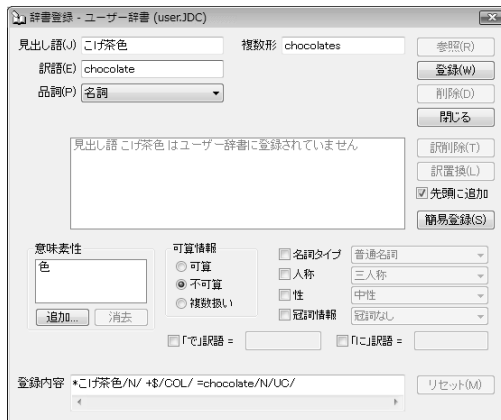 辞書登録 - ユーザー辞書 (user.JDC)
見出し語(J) こげ茶色 複数形 chocolates 参照(R)
訳語(E) chocolate 登録(W)
品詞(P) 名詞 削除(D)
閉じる
見出し語 こげ茶色 はユーザー辞書に登録されていません 訳削除(T)
訳置換(L)
先頭に追加
簡易登録(S)
意味素性 可算情報 名詞タイプ 普通名詞
色 可算 人称 三人称
不可算 性 中性
複数扱い 冠詞情報 冠詞なし
追加... 消去
「で」訳語 = 「に」訳語 =
登録内容 *こげ茶色/N/ +$/COL/ =chocolate/N/UC/ リセット(M)